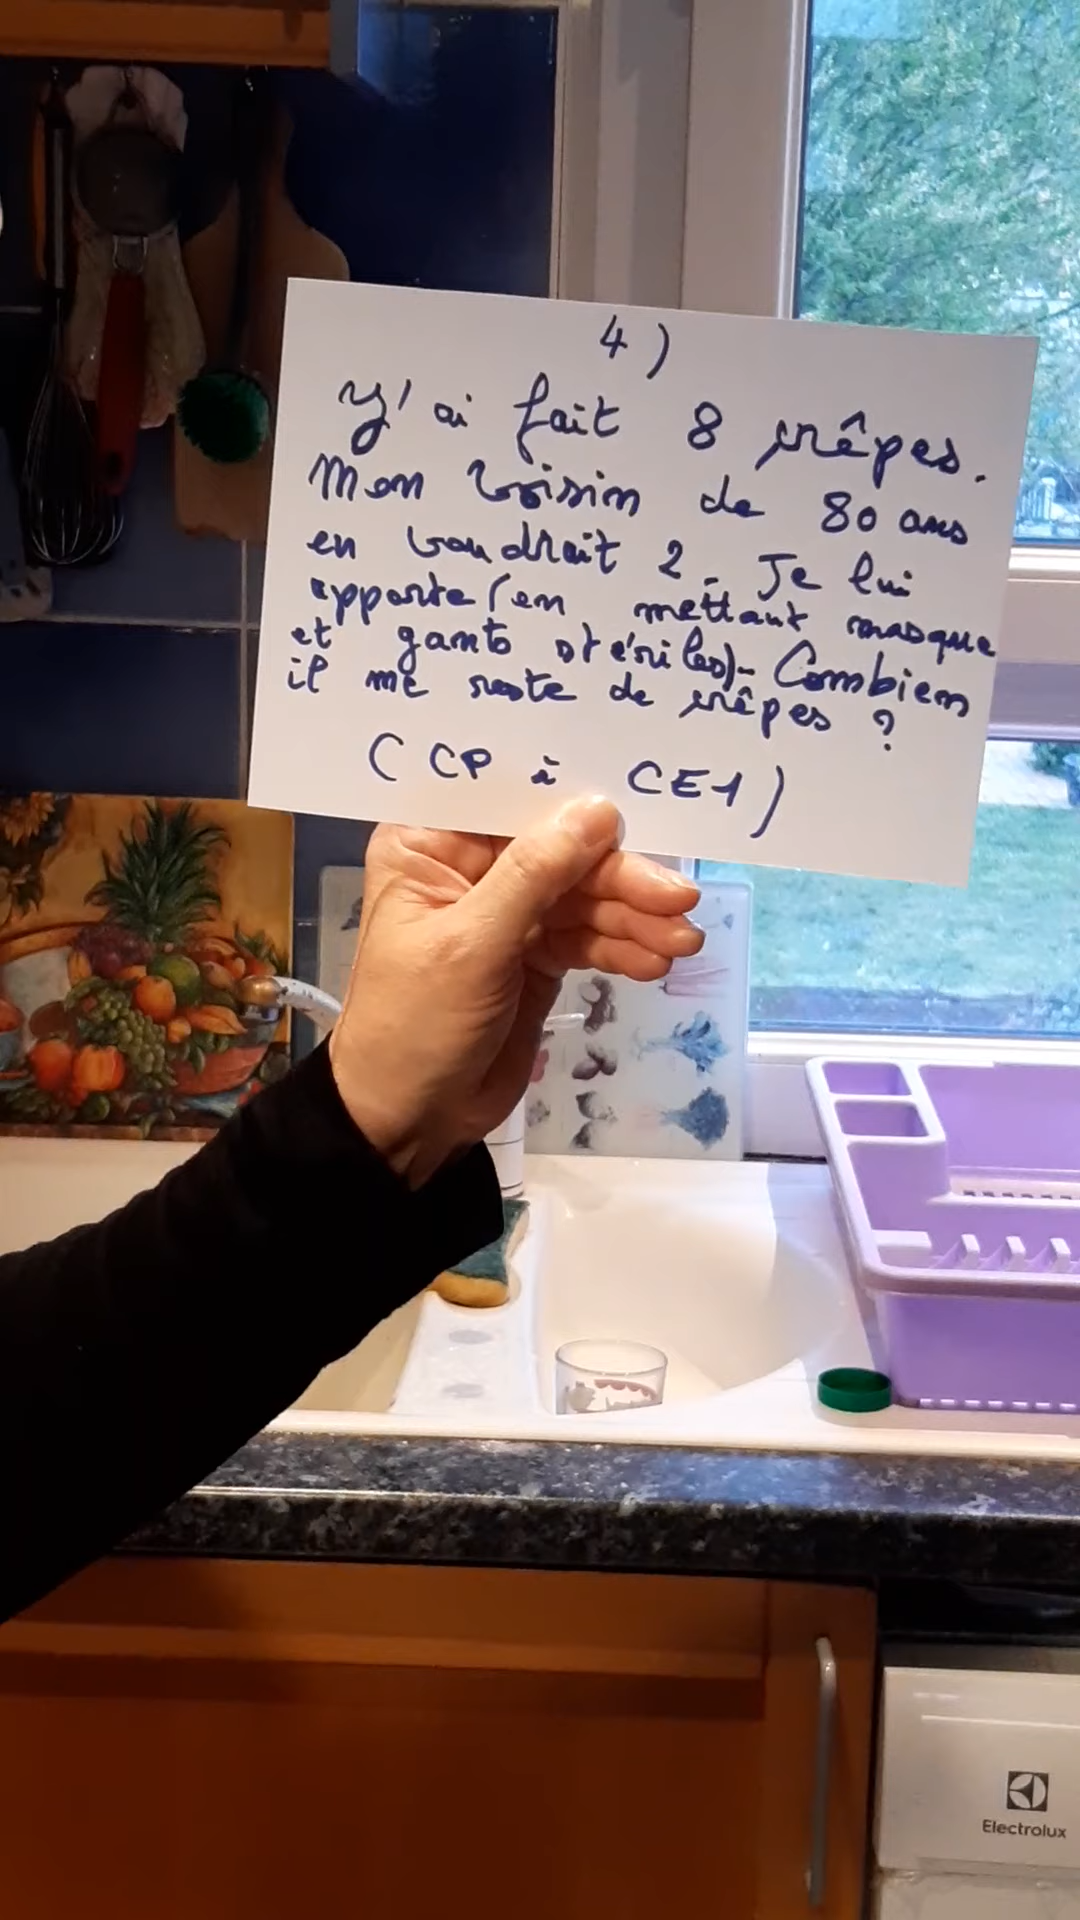 4)
J'ai fait 8 crêpes.
Mon voisin de 80 ans
en voudrait 2. Je lui
apporte (en mettant masque
et gants stériles). Combien
il me reste de crêpes ?
(CP à CE1)
Electrolux